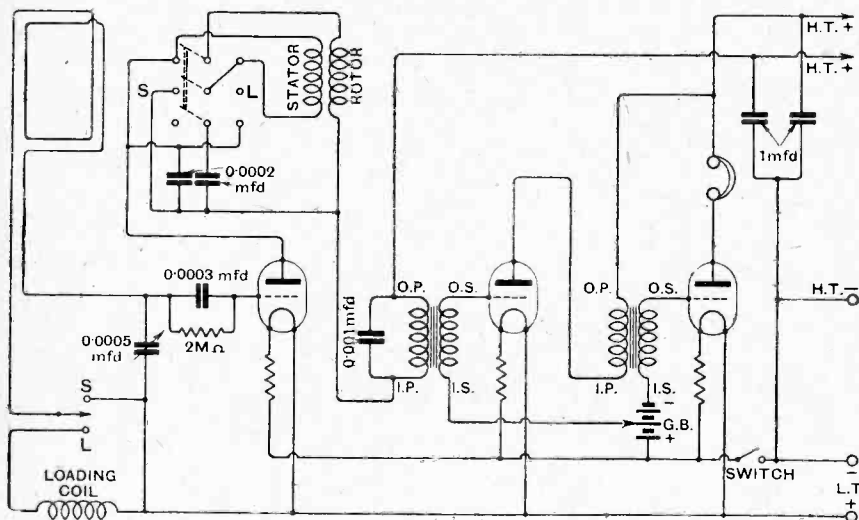 H.T. +
H.T. +
STATOR
ROTOR
S
L
0·0002
mfd
1mfd
0·0003 mfd
O.P.
O.S.
O.P.
O.S.
H.T. –
0·0005
mfd
2MΩ
0·001mfd
I.P.
I.S.
I.P.
I.S.
–
G.B.
+
S
L
SWITCH
–
L.T
+
LOADING
COIL